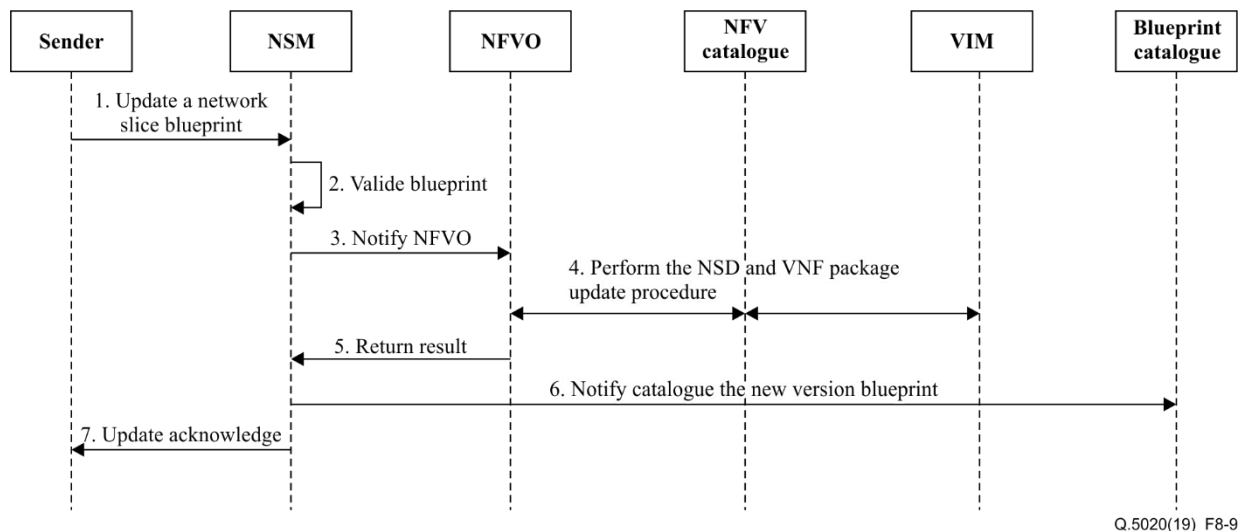 Sender
NSM
NFVO
NFV
catalogue
VIM
Blueprint
catalogue
1. Update a network
slice blueprint
2. Valide blueprint
3. Notify NFVO
4. Perform the NSD and VNF package
update procedure
5. Return result
6. Notify catalogue the new version blueprint
7. Update acknowledge
Q.5020(19)_F8-9